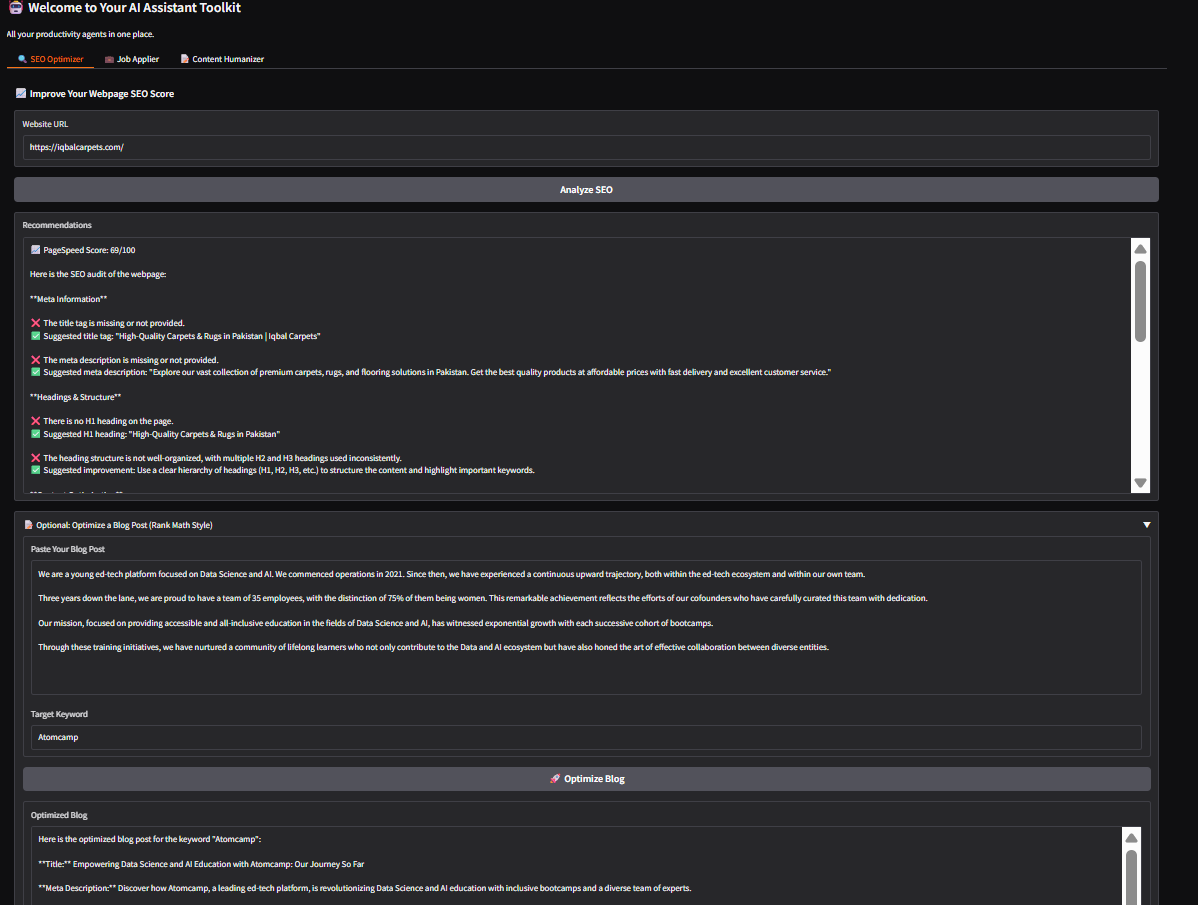 Welcome to Your AI Assistant Toolkit
All your productivity agents in one place.
SEO Optimizer Job Applier Content Humanizer
Improve Your Webpage SEO Score
Website URL
https://iqbalcarpets.com/
Analyze SEO
Recommendations
PageSpeed Score: 69/100
Here is the SEO audit of the webpage:
**Meta Information**
❌ The title tag is missing or not provided.
✅ Suggested title tag: "High-Quality Carpets & Rugs in Pakistan | Iqbal Carpets"
❌ The meta description is missing or not provided.
✅ Suggested meta description: "Explore our vast collection of premium carpets, rugs, and flooring solutions in Pakistan. Get the best quality products at affordable prices with fast delivery and excellent customer service."
**Headings & Structure**
❌ There is no H1 heading on the page.
✅ Suggested H1 heading: "High-Quality Carpets & Rugs in Pakistan"
❌ The heading structure is not well-organized, with multiple H2 and H3 headings used inconsistently.
✅ Suggested improvement: Use a clear hierarchy of headings (H1, H2, H3, etc.) to structure the content and highlight important keywords.
Optional: Optimize a Blog Post (Rank Math Style)
Paste Your Blog Post
We are a young ed-tech platform focused on Data Science and AI. We commenced operations in 2021. Since then, we have experienced a continuous upward trajectory, both within the ed-tech ecosystem and within our own team.
Three years down the lane, we are proud to have a team of 35 employees, with the distinction of 75% of them being women. This remarkable achievement reflects the efforts of our cofounders who have carefully curated this team with dedication.
Our mission, focused on providing accessible and all-inclusive education in the fields of Data Science and AI, has witnessed exponential growth with each successive cohort of bootcamps.
Through these training initiatives, we have nurtured a community of lifelong learners who not only contribute to the Data and AI ecosystem but have also honed the art of effective collaboration between diverse entities.
Target Keyword
Atomcamp
🚀 Optimize Blog
Optimized Blog
Here is the optimized blog post for the keyword "Atomcamp":
**Title:** Empowering Data Science and AI Education with Atomcamp: Our Journey So Far
**Meta Description:** Discover how Atomcamp, a leading ed-tech platform, is revolutionizing Data Science and AI education with inclusive bootcamps and a diverse team of experts.